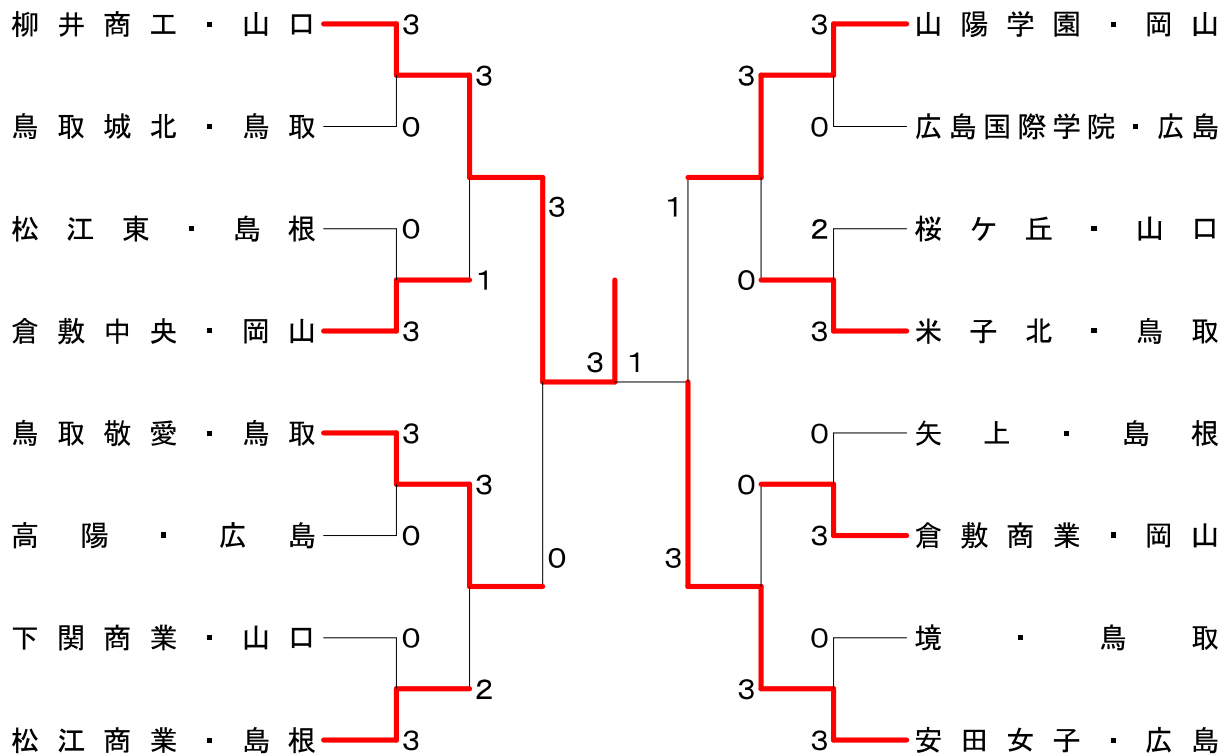 柳井商工・山口 3 3 山陽学園・岡山
3 3
鳥取城北・鳥取 0 0 広島国際学院・広島
3 1
松江東・島根 0 2 桜ケ丘・山口
1 0
倉敷中央・岡山 3 3 米子北・鳥取
3 1
鳥取敬愛・鳥取 3 0 矢上・島根
3 0
高陽・広島 0 3 倉敷商業・岡山
0 3
下関商業・山口 0 0 境・鳥取
2 3
松江商業・島根 3 3 安田女子・広島